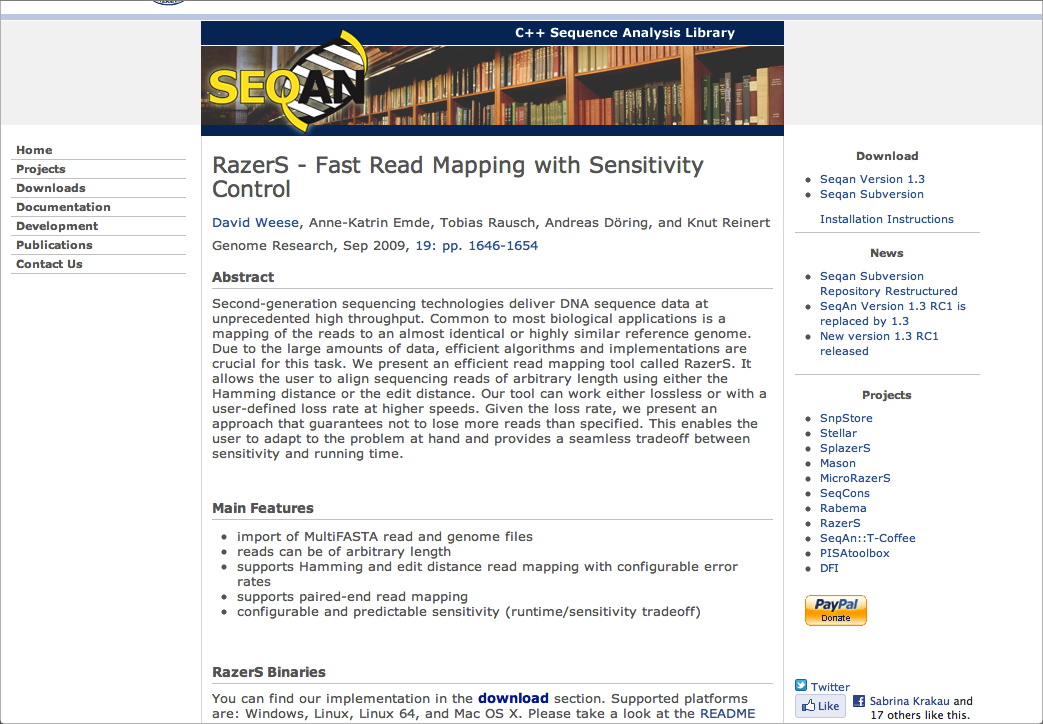 C++ Sequence Analysis Library
SEQAN
Home
Projects
Downloads
Documentation
Development
Publications
Contact Us
RazerS - Fast Read Mapping with Sensitivity
Control
David Weese, Anne-Katrin Emde, Tobias Rausch, Andreas Döring, and Knut Reinert
Genome Research, Sep 2009, 19: pp. 1646-1654
Abstract
Second-generation sequencing technologies deliver DNA sequence data at
unprecedented high throughput. Common to most biological applications is a
mapping of the reads to an almost identical or highly similar reference genome.
Due to the large amounts of data, efficient algorithms and implementations are
crucial for this task. We present an efficient read mapping tool called RazerS. It
allows the user to align sequencing reads of arbitrary length using either the
Hamming distance or the edit distance. Our tool can work either lossless or with a
user-defined loss rate at higher speeds. Given the loss rate, we present an
approach that guarantees not to lose more reads than specified. This enables the
user to adapt to the problem at hand and provides a seamless tradeoff between
sensitivity and running time.
Main Features
• import of MultiFASTA read and genome files
• reads can be of arbitrary length
• supports Hamming and edit distance read mapping with configurable error
rates
• supports paired-end read mapping
• configurable and predictable sensitivity (runtime/sensitivity tradeoff)
RazerS Binaries
You can find our implementation in the download section. Supported platforms
are: Windows, Linux, Linux 64, and Mac OS X. Please take a look at the README
Download
• Seqan Version 1.3
• Seqan Subversion
Installation Instructions
News
• Seqan Subversion
Repository Restructured
• SeqAn Version 1.3 RC1 is
replaced by 1.3
• New version 1.3 RC1
released
Projects
• SnpStore
• Stellar
• SplazerS
• Mason
• MicroRazerS
• SeqCons
• Rabema
• RazerS
• SeqAn::T-Coffee
• PISAtoolbox
• DFI
PayPal
Donate
Twitter
Like
Sabrina Krakau and
17 others like this.